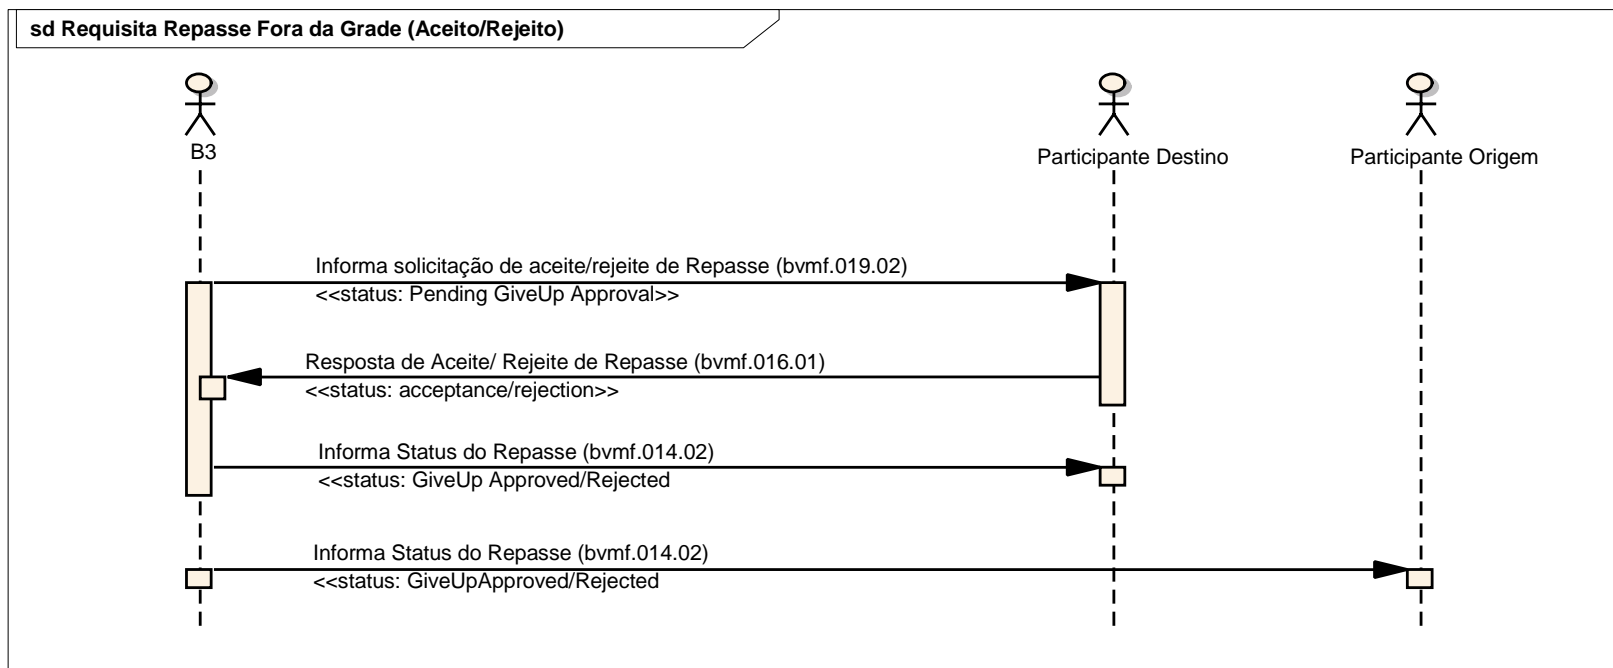 sd Requisita Repasse Fora da Grade (Aceito/Rejeito)
B3
Participante Destino
Participante Origem
Informa solicitação de aceite/rejeite de Repasse (bvmf.019.02)
<<status: Pending GiveUp Approval>>
Resposta de Aceite/ Rejeite de Repasse (bvmf.016.01)
<<status: acceptance/rejection>>
Informa Status do Repasse (bvmf.014.02)
<<status: GiveUp Approved/Rejected
Informa Status do Repasse (bvmf.014.02)
<<status: GiveUpApproved/Rejected